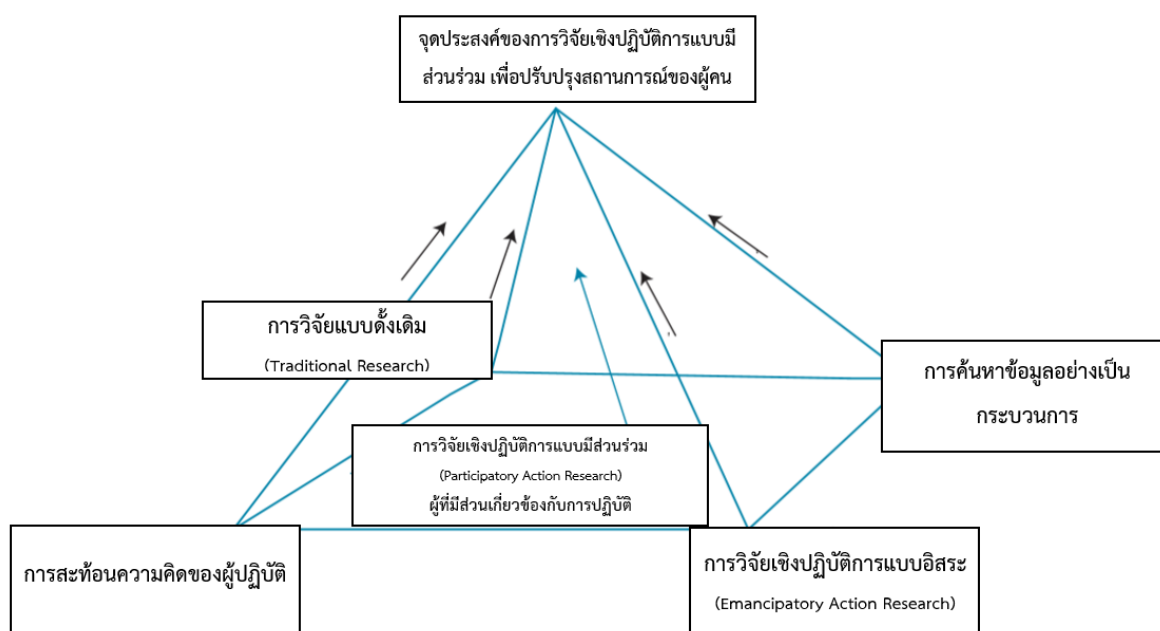 จุดประสงค์ของการวิจัยเชิงปฏิบัติการแบบมี
ส่วนร่วม เพื่อปรับปรุงสถานการณ์ของผู้คน
การวิจัยแบบดั้งเดิม
(Traditional Research)
การค้นหาข้อมูลอย่างเป็น
กระบวนการ
การวิจัยเชิงปฏิบัติการแบบมีส่วนร่วม
(Participatory Action Research)
ผู้ที่มีส่วนเกี่ยวข้องกับการปฏิบัติ
การสะท้อนความคิดของผู้ปฏิบัติ
การวิจัยเชิงปฏิบัติการแบบอิสระ
(Emancipatory Action Research)